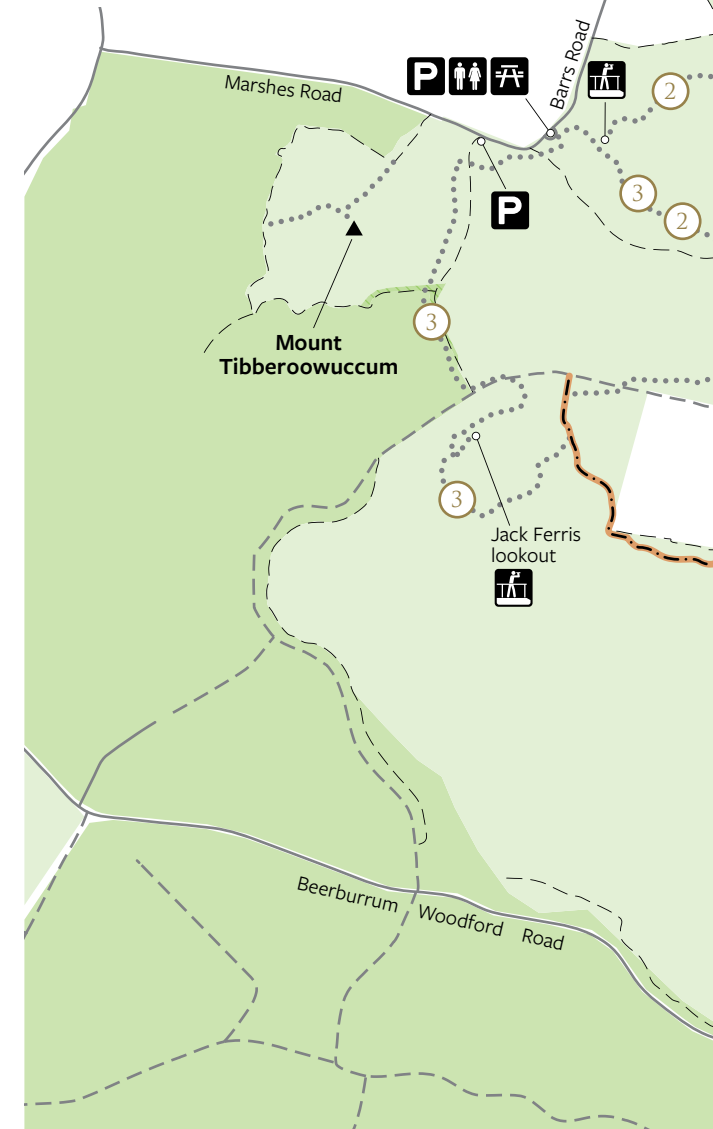 Barrs Road
P
Marshes Road
2
3
2
P
3
Mount
Tibberoowuccum
3
Jack Ferris
lookout
Beerburrum Woodford Road